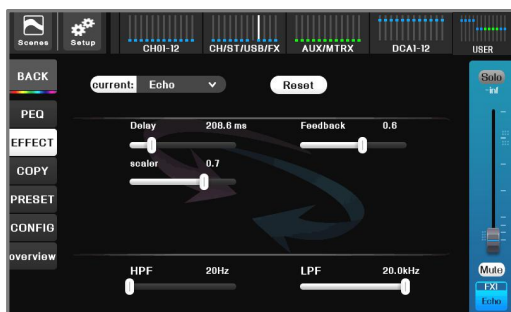 Scenes
Setup
CH01-12
CH/ST/USB/FX
AUX/MTRX
DCA1-12
USER
BACK
current: Echo
Reset
Solo
-inf
PEQ
Delay 208.6 ms Feedback 0.6
EFFECT
scaler 0.7
COPY
PRESET
CONFIG
overview
HPF 20Hz LPF 20.0kHz
Mute
FX1
Echo